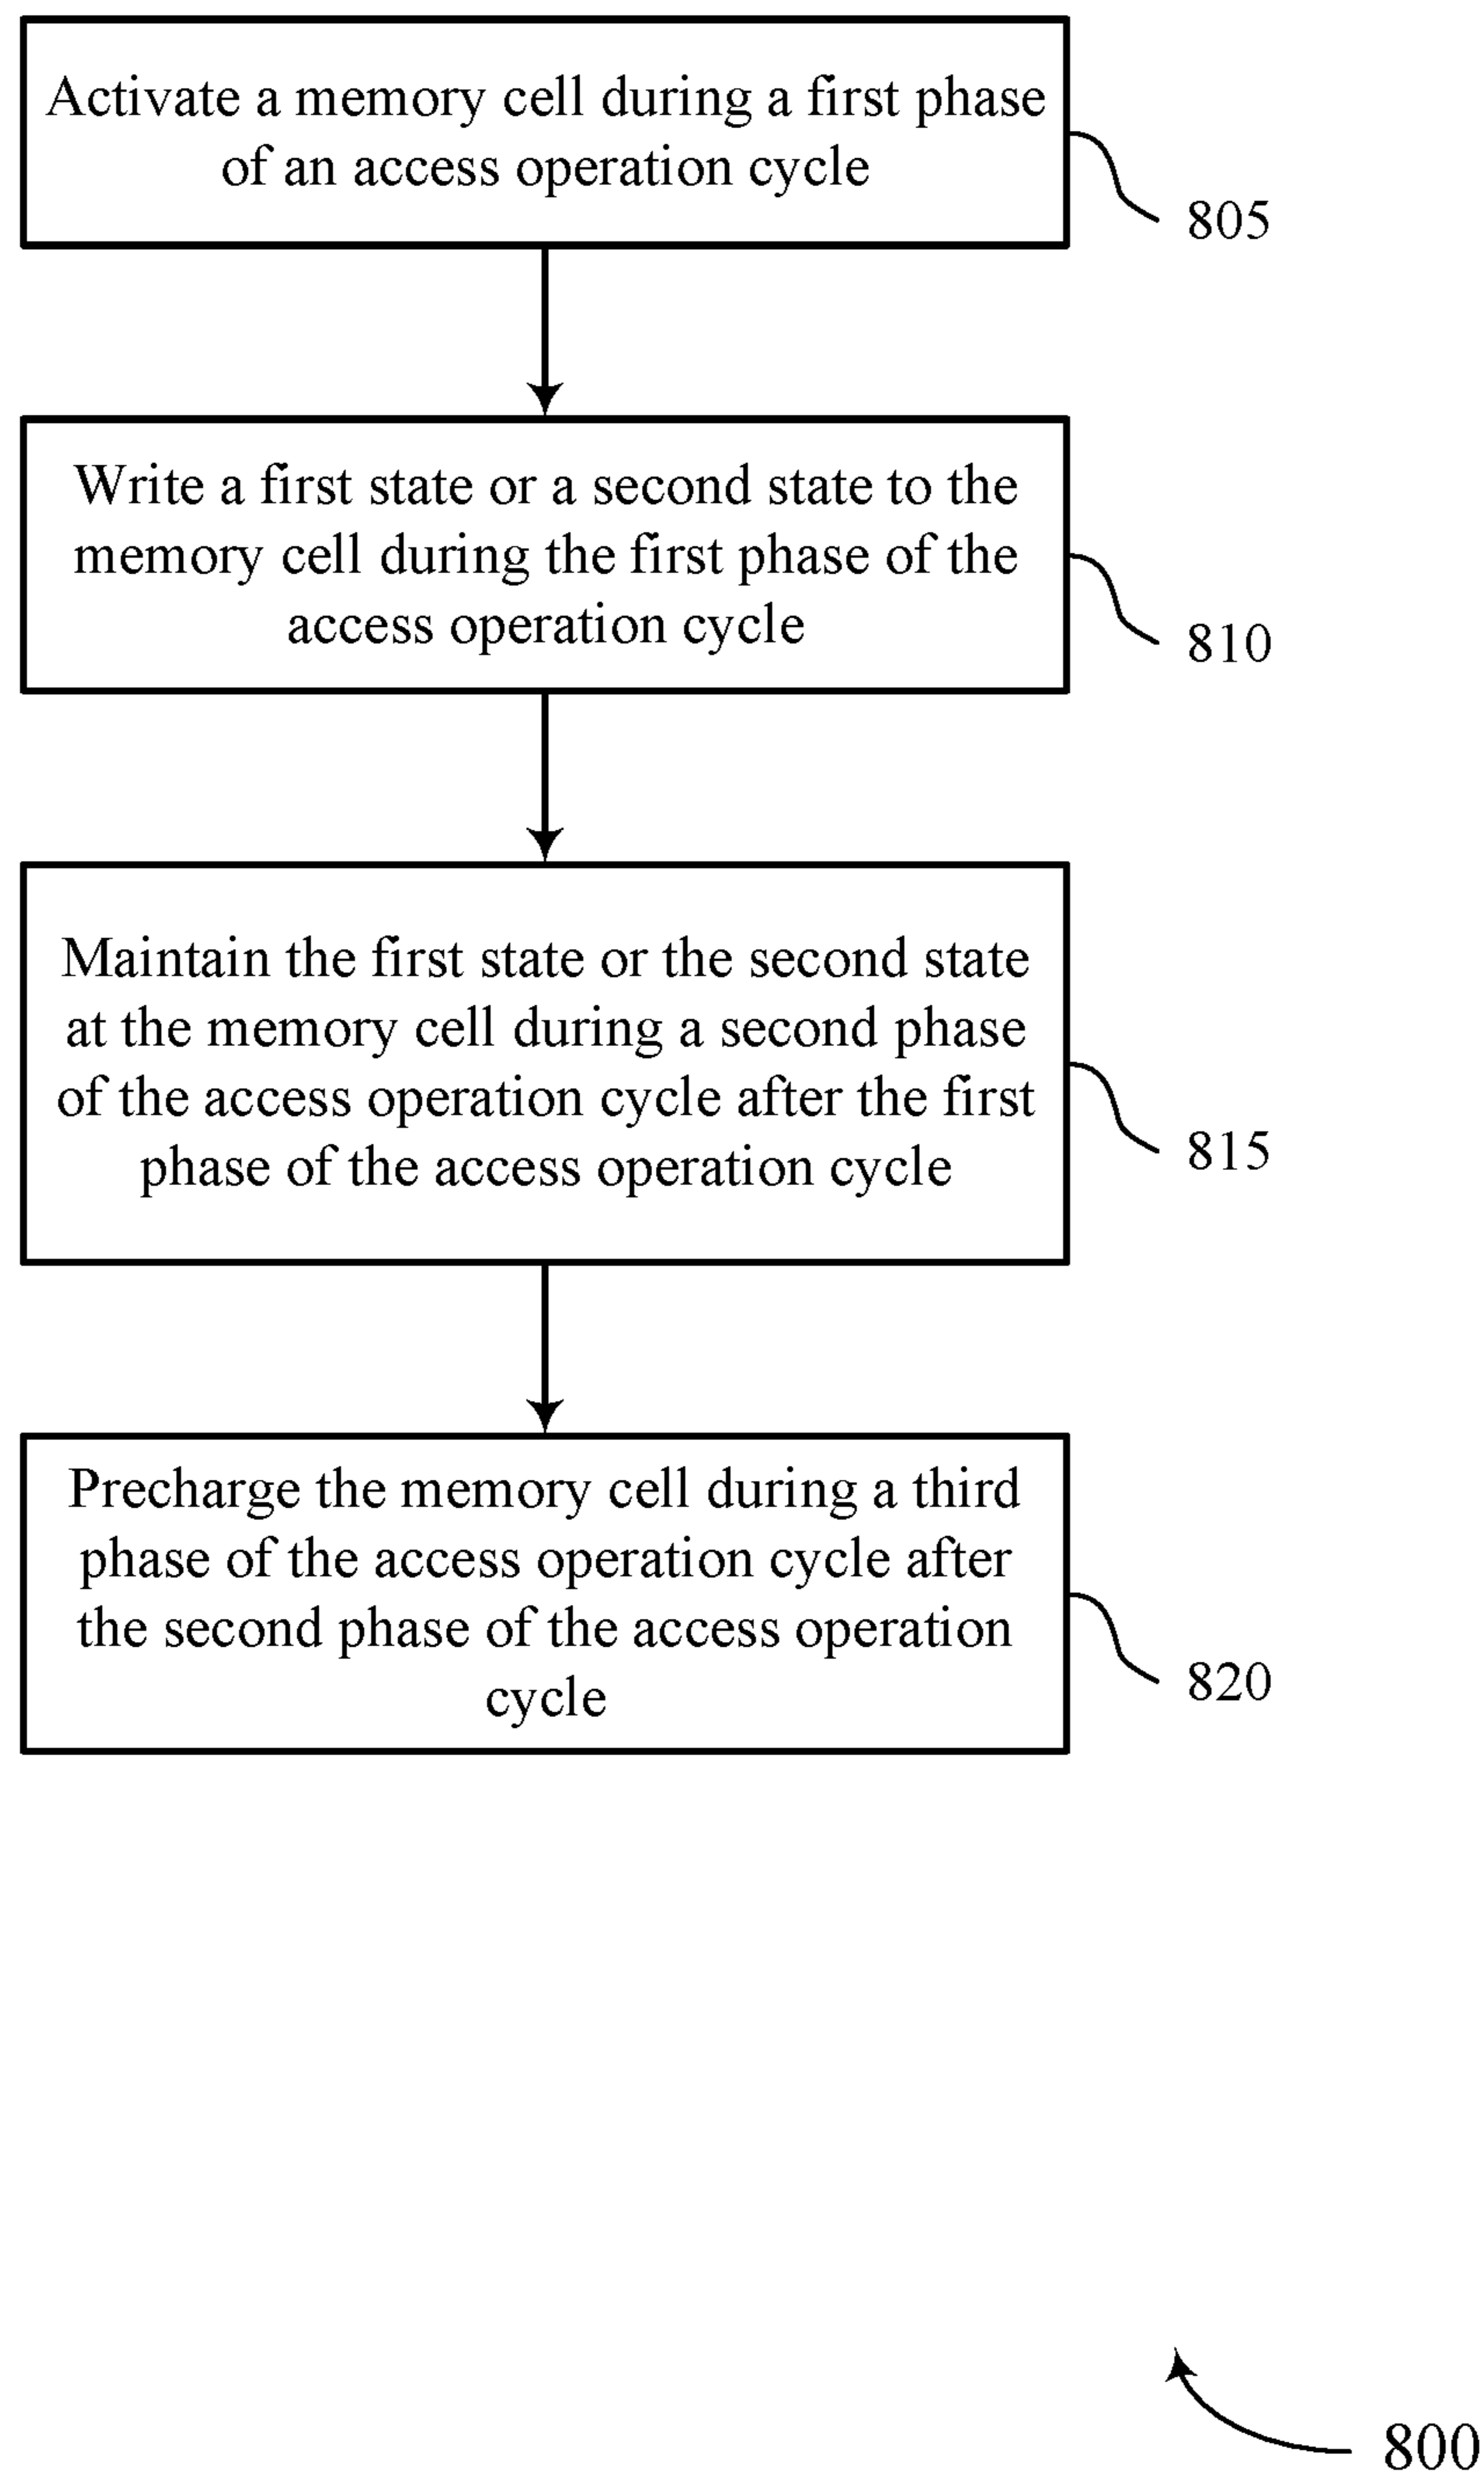 Activate a memory cell during a first phase
of an access operation cycle
805
Write a first state or a second state to the
memory cell during the first phase of the
access operation cycle
810
Maintain the first state or the second state
at the memory cell during a second phase
of the access operation cycle after the first
phase of the access operation cycle
815
Precharge the memory cell during a third
phase of the access operation cycle after
the second phase of the access operation
cycle
820
800